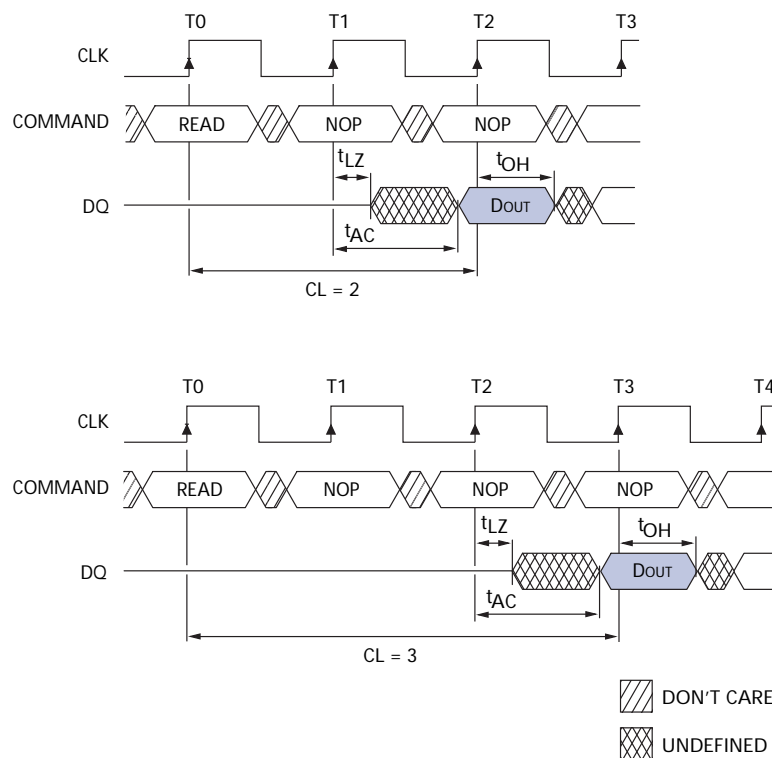 T0 T1 T2 T3
CLK
COMMAND READ NOP NOP
tLZ tOH
DQ DOUT
tAC
CL = 2
T0 T1 T2 T3 T4
CLK
COMMAND READ NOP NOP NOP
tLZ tOH
DQ DOUT
tAC
CL = 3
DON'T CARE
UNDEFINED